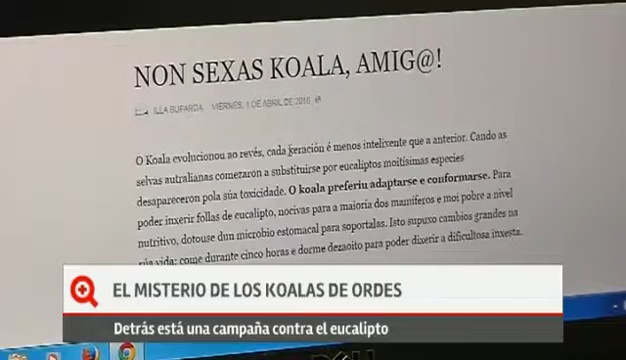 NON SEXAS KOALA, AMIG@!
ILLA BUFARDA VIERNES, 1 DE ABRIL DE 2016
O Koala evolucionou ao revés, cada xeración é menos intelixente que a anterior. Cando as
selvas autralianas comezaron a substituirse por eucaliptos moitísimas especies
desapareceron pola súa toxicidade. O koala preferiu adaptarse e conformarse. Para
poder inxerir follas de eucalipto, nocivas para a maioria dos mamíferos e moi pobre a nivel
nutritivo, dotouse dun microbio estomacal para soportalas. Isto supuxo cambios grandes na
súa vida: come durante cinco horas e dorme dezaoito para poder dixerir a dificultosa inxesta.
EL MISTERIO DE LOS KOALAS DE ORDES
Detrás está una campaña contra el eucalipto